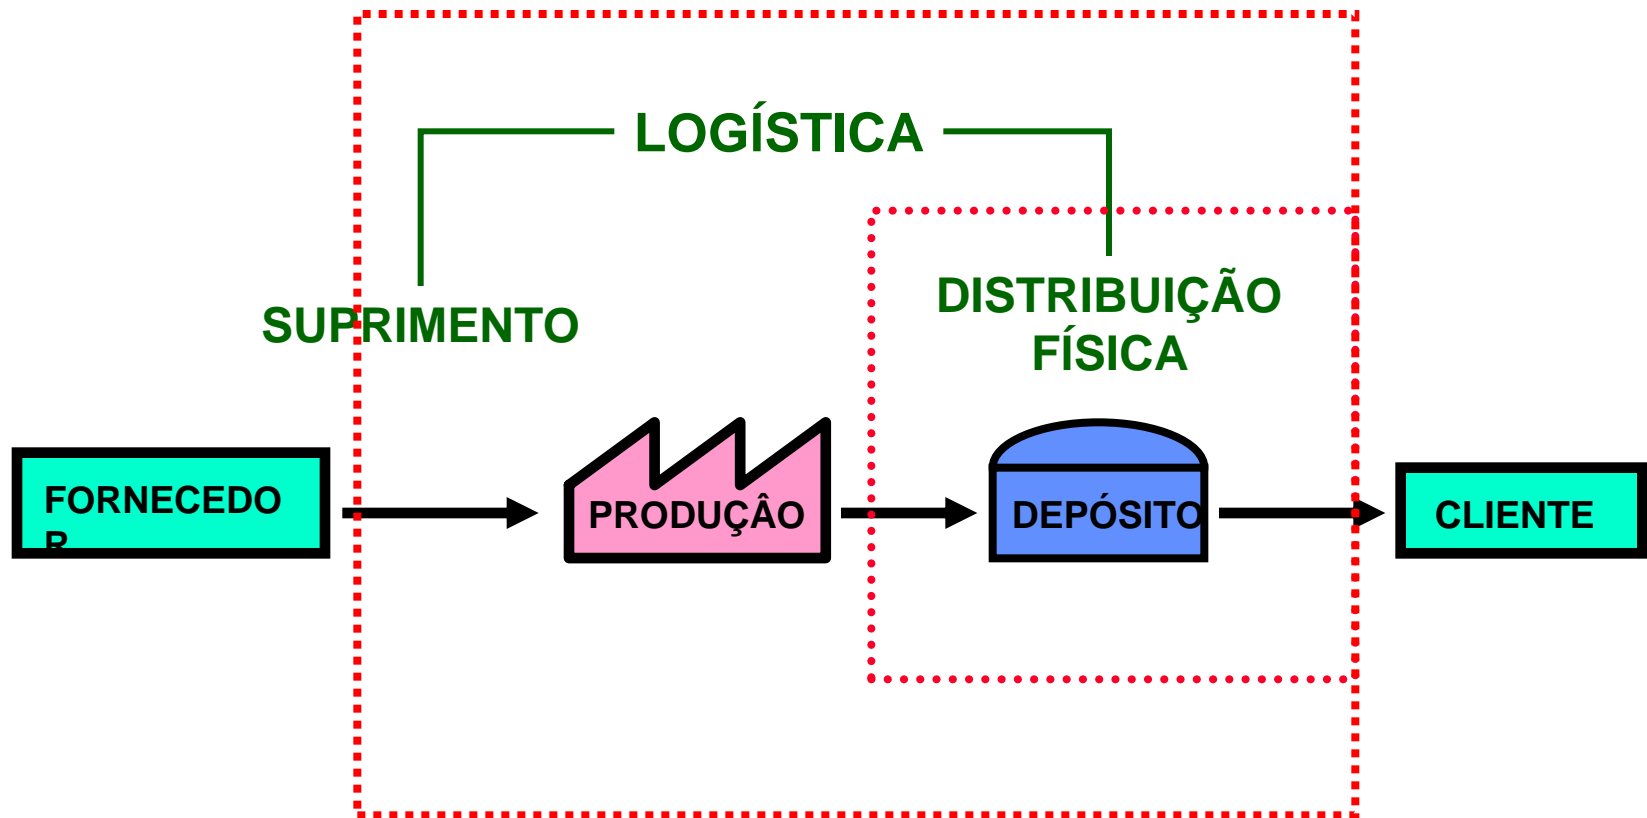 LOGÍSTICA
SUPRIMENTO
DISTRIBUIÇÃO
FÍSICA
FORNECEDO
R
PRODUÇÂO
DEPÓSITO
CLIENTE